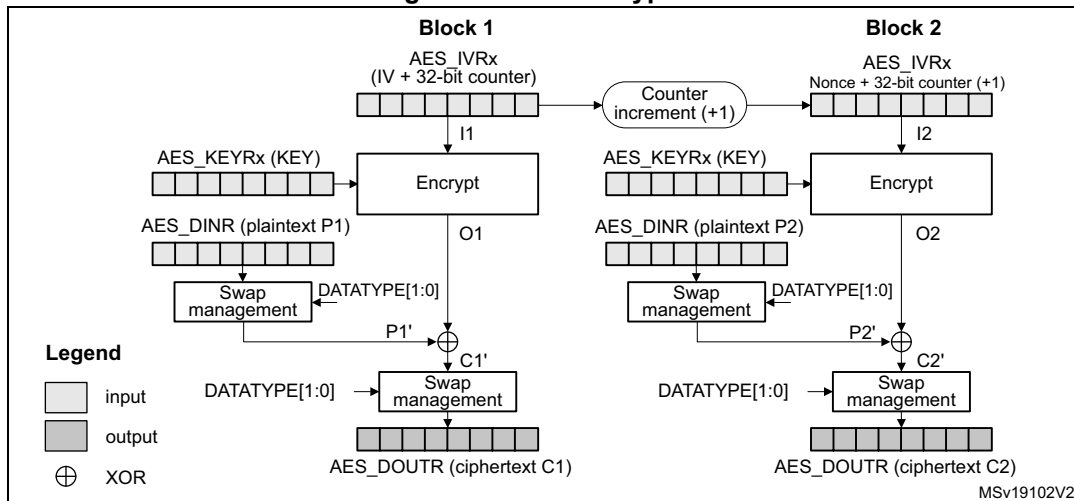 Block 1
Block 2
AES_IVRx
(IV + 32-bit counter)
AES_IVRx
Nonce + 32-bit counter (+1)
Counter
increment (+1)
I1
I2
AES_KEYRx (KEY)
Encrypt
AES_KEYRx (KEY)
Encrypt
AES_DINR (plaintext P1)
O1
AES_DINR (plaintext P2)
O2
Swap
management
DATATYPE[1:0]
Swap
management
DATATYPE[1:0]
P1'
P2'
C1'
C2'
Legend
input
output
XOR
DATATYPE[1:0]
Swap
management
DATATYPE[1:0]
Swap
management
AES_DOUTR (ciphertext C1)
AES_DOUTR (ciphertext C2)
MSv19102V2